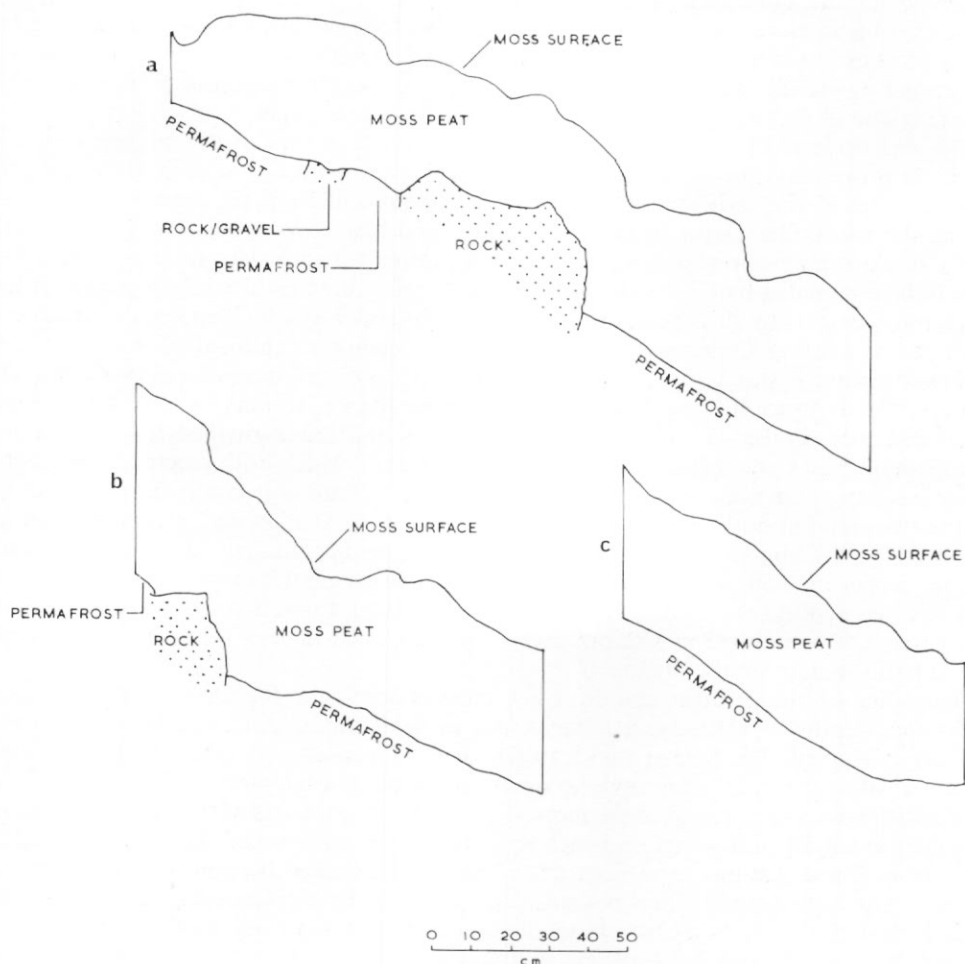 a
MOSS SURFACE
MOSS PEAT
PERMAFROST
ROCK/GRAVEL
PERMAFROST
ROCK
PERMAFROST
b
MOSS SURFACE
PERMAFROST
ROCK
MOSS PEAT
PERMAFROST
c
MOSS SURFACE
MOSS PEAT
PERMAFROST
0 10 20 30 40 50
cm